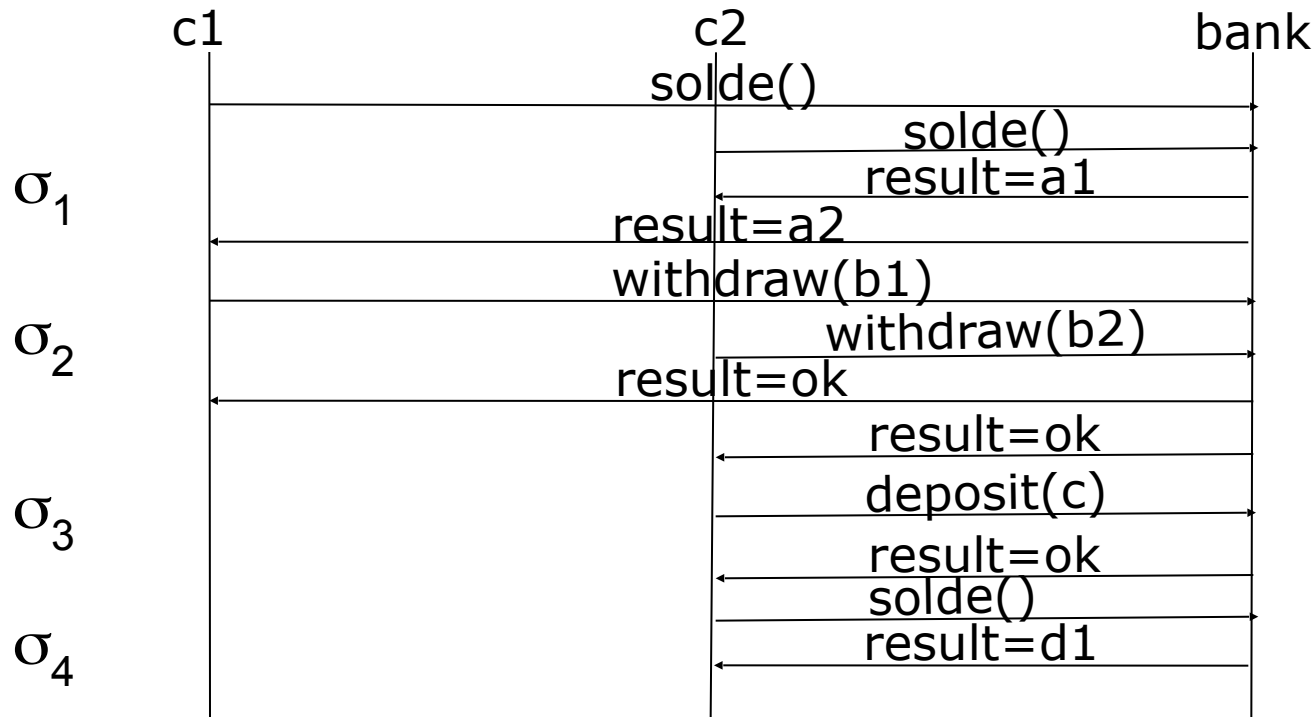 c1 c2 bank
solde()
solde()
σ1 result=a1
result=a2
withdraw(b1)
σ2 withdraw(b2)
result=ok
result=ok
σ3 deposit(c)
result=ok
solde()
σ4 result=d1